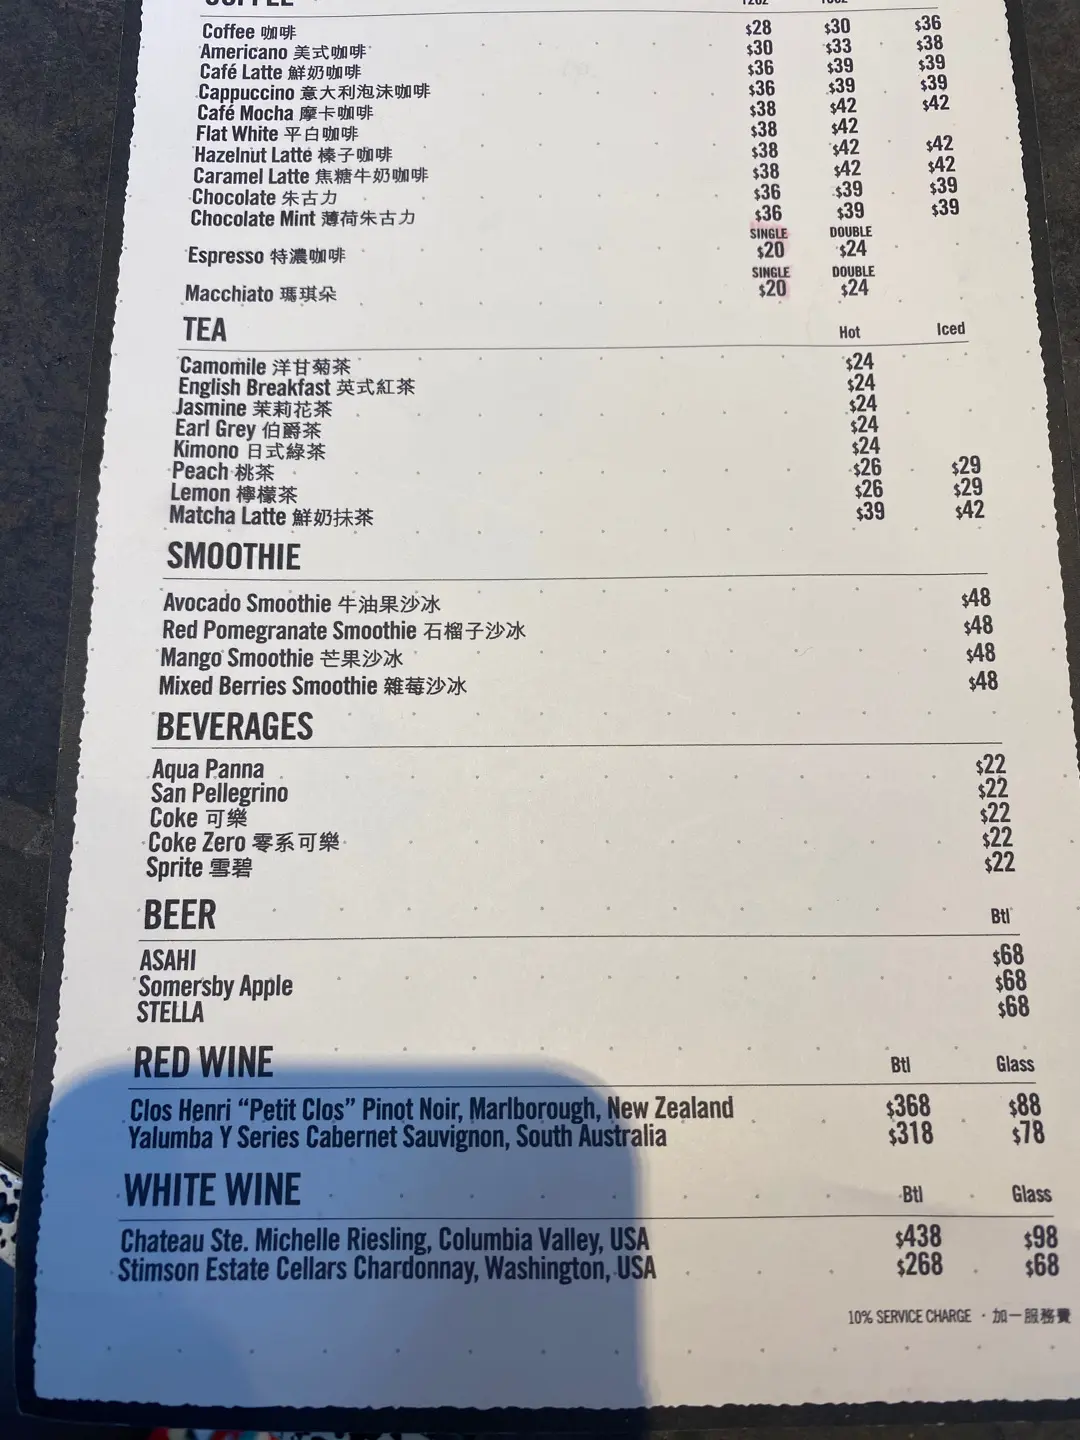 COFFEE 12oz 16oz
Coffee 咖啡 $28 $30 $36
Americano 美式咖啡 $30 $33 $38
Café Latte 鮮奶咖啡 $36 $39 $39
Cappuccino 意大利泡沫咖啡 $36 $39 $39
Café Mocha 摩卡咖啡 $38 $42 $42
Flat White 平白咖啡 $38 $42
Hazelnut Latte 榛子咖啡 $38 $42 $42
Caramel Latte 焦糖牛奶咖啡 $38 $42 $42
Chocolate 朱古力 $36 $39 $39
Chocolate Mint 薄荷朱古力 $36 $39 $39
SINGLE DOUBLE
Espresso 特濃咖啡 $20 $24
SINGLE DOUBLE
Macchiato 瑪琪朵 $20 $24
TEA Hot Iced
Camomile 洋甘菊茶 $24
English Breakfast 英式紅茶 $24
Jasmine 茉莉花茶 $24
Earl Grey 伯爵茶 $24
Kimono 日式綠茶 $24
Peach 桃茶 $26 $29
Lemon 檸檬茶 $26 $29
Matcha Latte 鮮奶抹茶 $39 $42
SMOOTHIE
Avocado Smoothie 牛油果沙冰 $48
Red Pomegranate Smoothie 石榴子沙冰 $48
Mango Smoothie 芒果沙冰 $48
Mixed Berries Smoothie 雜莓沙冰 $48
BEVERAGES
Aqua Panna $22
San Pellegrino $22
Coke 可樂 $22
Coke Zero 零系可樂 $22
Sprite 雪碧 $22
BEER Btl
ASAHI $68
Somersby Apple $68
STELLA $68
RED WINE Btl Glass
Clos Henri “Petit Clos” Pinot Noir, Marlborough, New Zealand $368 $88
Yalumba Y Series Cabernet Sauvignon, South Australia $318 $78
WHITE WINE Btl Glass
Chateau Ste. Michelle Riesling, Columbia Valley, USA $438 $98
Stimson Estate Cellars Chardonnay, Washington, USA $268 $68
10% SERVICE CHARGE · 加一服務費